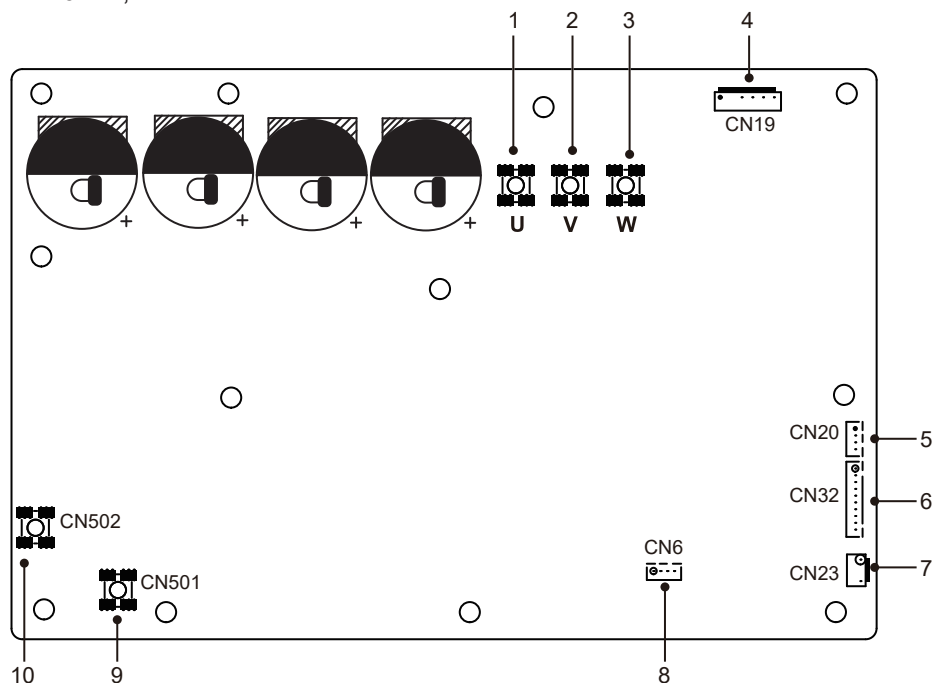 1 2 3 4
CN19
+ + + +
U V W
CN20 5
CN32 6
CN502
CN6
CN501
CN23 7
10 9 8